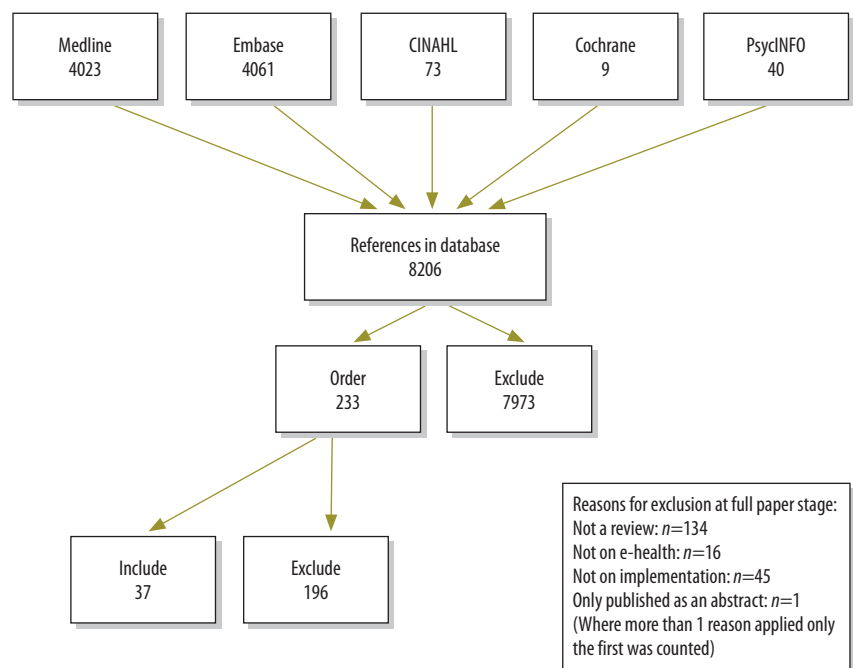 Medline
4023
Embase
4061
CINAHL
73
Cochrane
9
PsycINFO
40
References in database
8206
Order
233
Exclude
7973
Include
37
Exclude
196
Reasons for exclusion at full paper stage:
Not a review: n=134
Not on e-health: n=16
Not on implementation: n=45
Only published as an abstract: n=1
(Where more than 1 reason applied only
the first was counted)